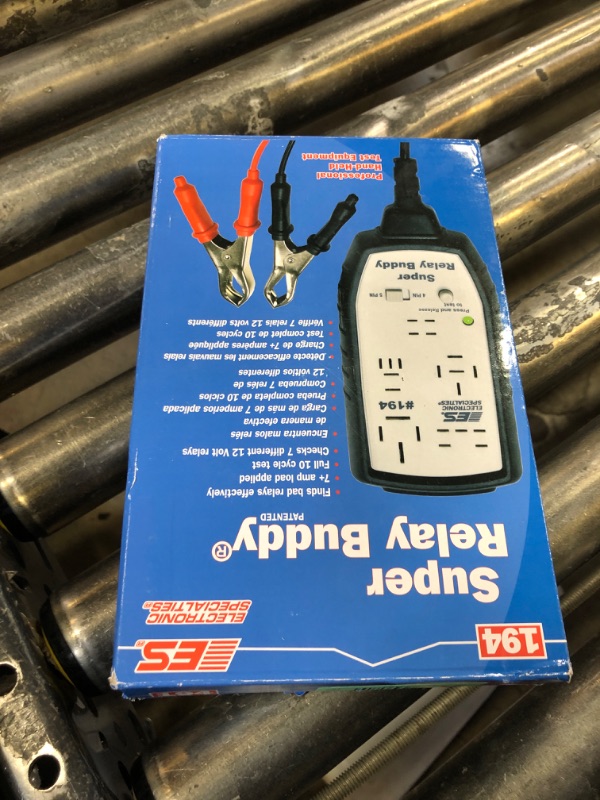 194
ES®
ELECTRONIC
SPECIALTIES®
Super
Relay Buddy®
PATENTED
• Finds bad relays effectively
• 7+ amp load applied
• Full 10 cycle test
• Checks 7 different 12 Volt relays
• Encuentra malos relés
de manera efectiva
• Carga de más de 7 amperios aplicada
• Prueba completa de 10 ciclos
• Comprueba 7 relés de
12 voltios diferentes
• Détecte efficacement les mauvais relais
• Charge de 7+ ampères appliquée
• Test complet de 10 cycles
• Vérifie 7 relais 12 volts différents
ES
ELECTRONIC
SPECIALTIES®
#194
Press and Release
to test
4 PIN
5 PIN
Super
Relay Buddy
Professional
Hand-Held
Test Equipment